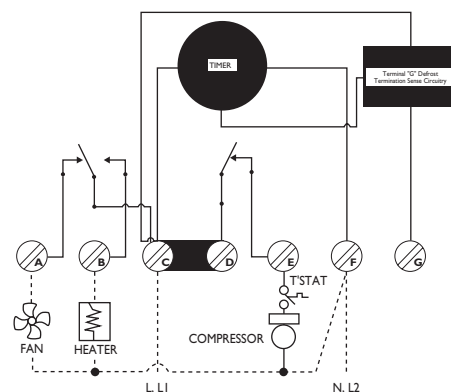 TIMER
Terminal "G" Defrost
Termination Sense Circuitry
A
B
C
D
E
F
G
T'STAT
FAN
HEATER
COMPRESSOR
L. L1
N. L2